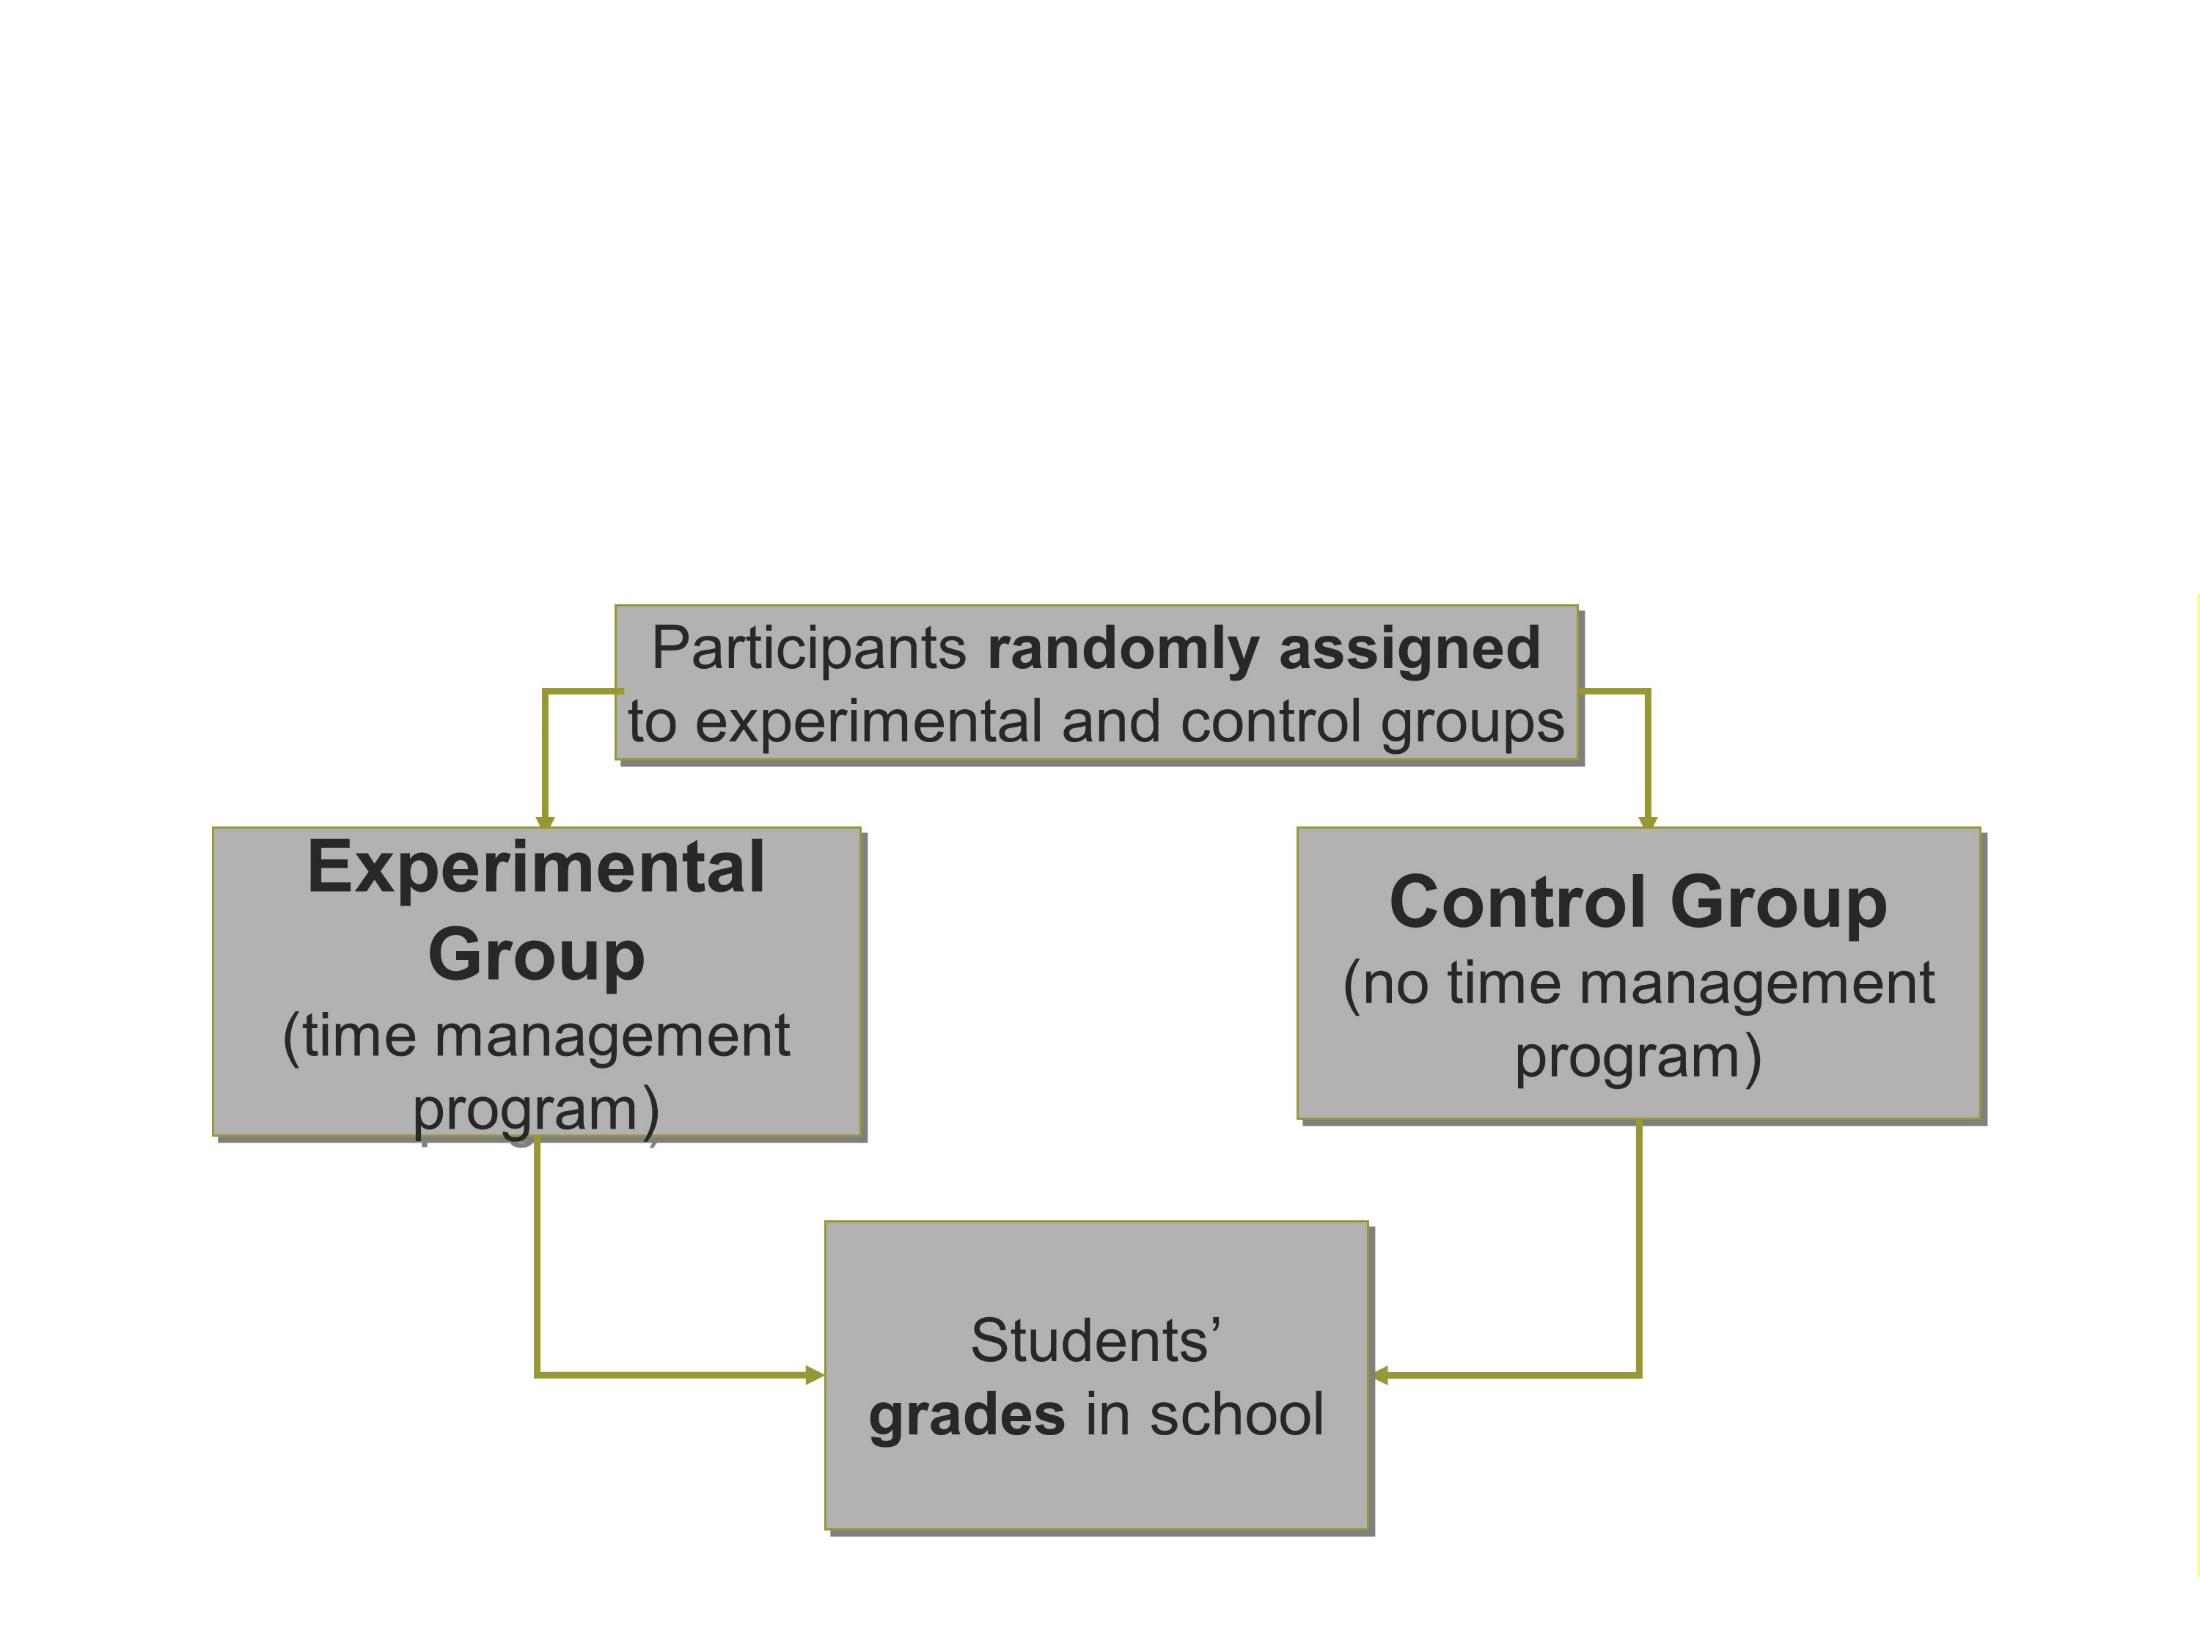 Participants randomly assigned
to experimental and control groups
Experimental
Group
(time management
program)
Control Group
(no time management
program)
Students’
grades in school